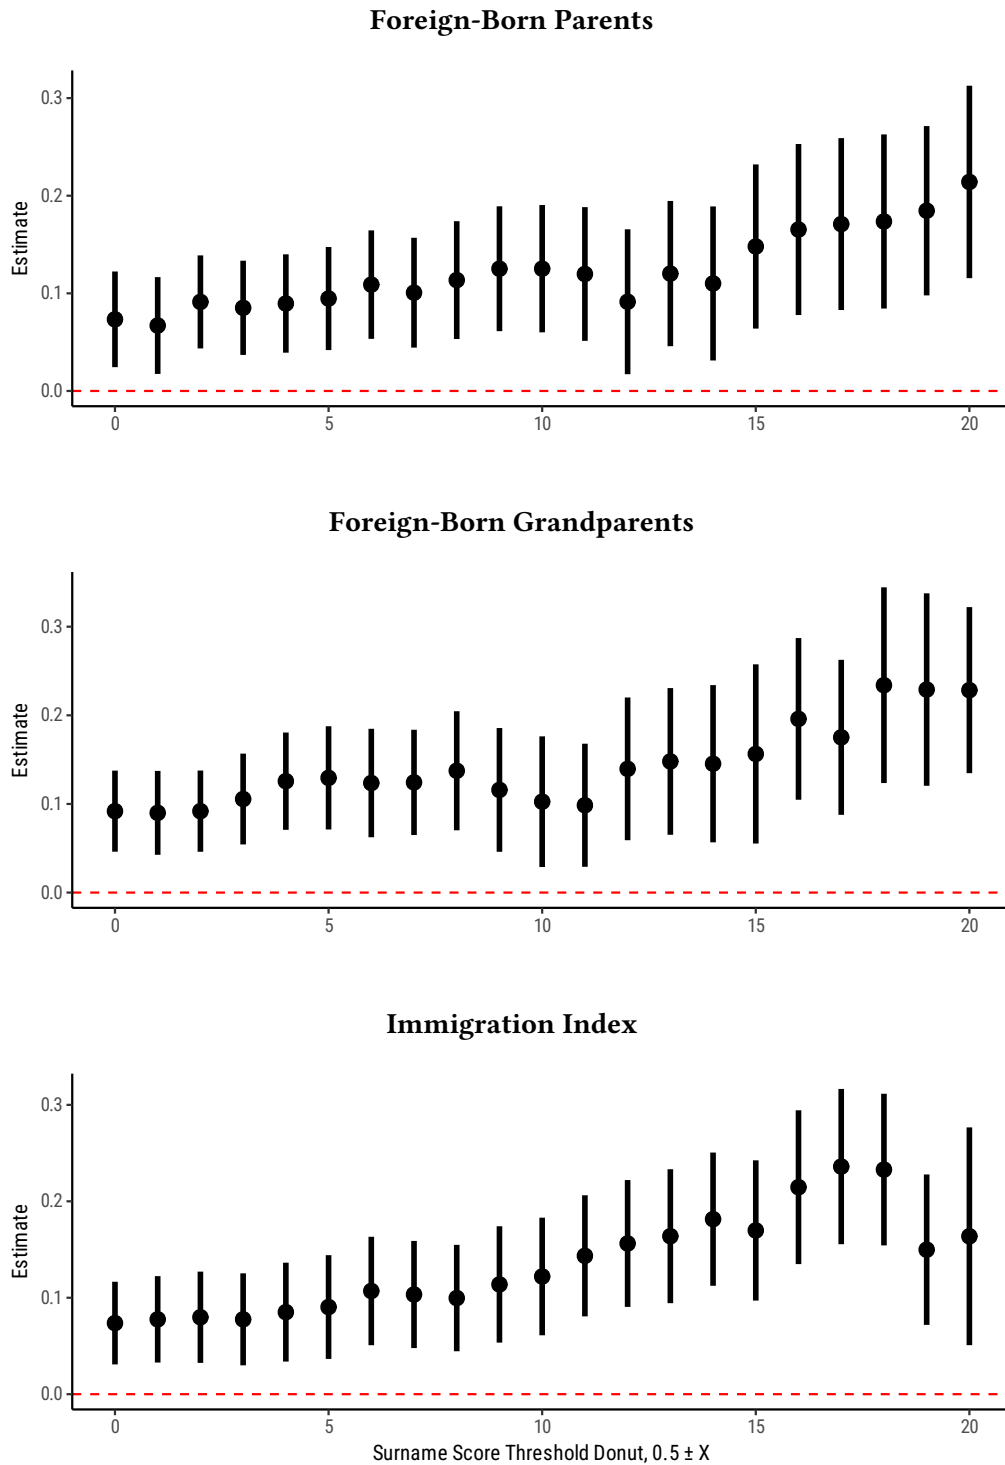 Foreign-Born Parents
0.3
0.2
0.1
0.0
Estimate
0 5 10 15 20
Foreign-Born Grandparents
0.3
0.2
0.1
0.0
Estimate
0 5 10 15 20
Immigration Index
0.3
0.2
0.1
0.0
Estimate
0 5 10 15 20
Surname Score Threshold Donut, 0.5 ± X